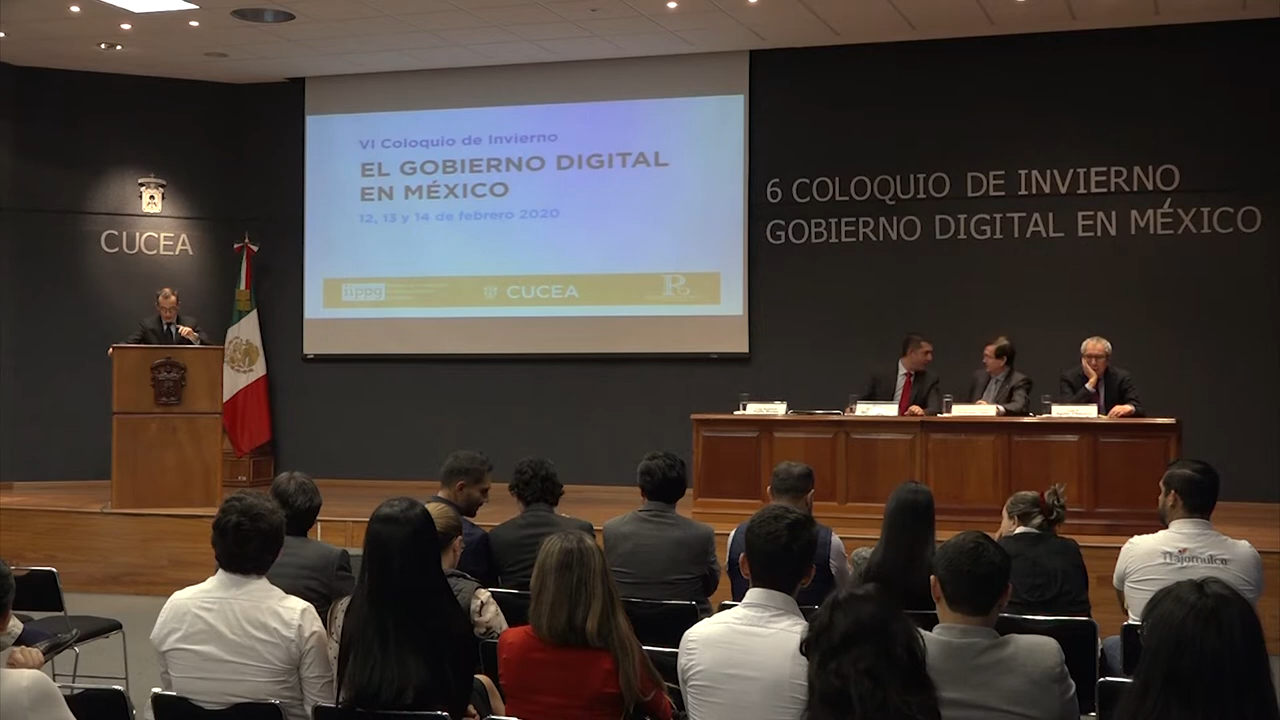 VI Coloquio de Invierno
EL GOBIERNO DIGITAL
EN MÉXICO
12, 13 y 14 de febrero 2020
iippg
CUCEA
6 COLOQUIO DE INVIERNO
GOBIERNO DIGITAL EN MÉXICO
CUCEA
Tlajomulco